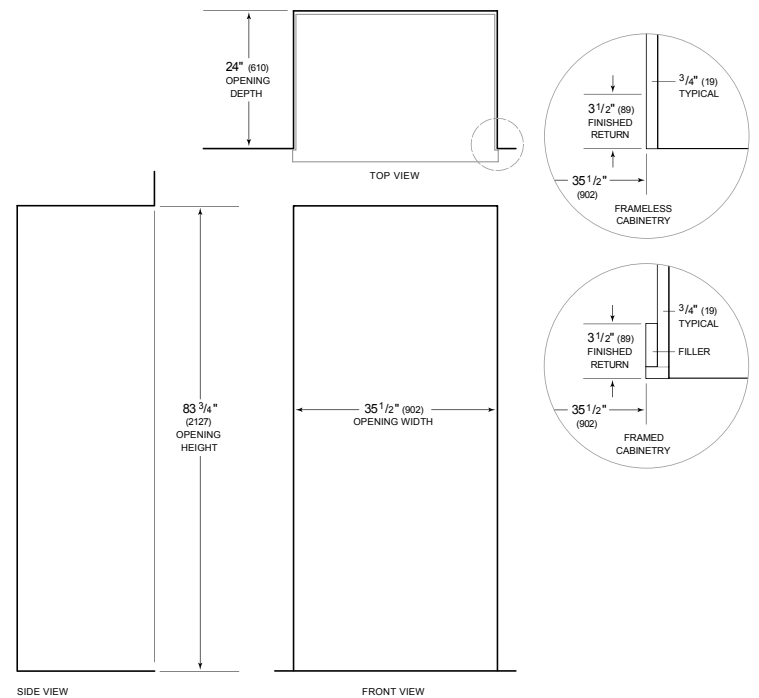 24" (610)
OPENING
DEPTH
TOP VIEW
3/4" (19)
TYPICAL
3 1/2" (89)
FINISHED
RETURN
35 1/2"
(902)
FRAMELESS
CABINETRY
3/4" (19)
TYPICAL
3 1/2" (89)
FINISHED
RETURN
FILLER
35 1/2"
(902)
FRAMED
CABINETRY
83 3/4"
(2127)
OPENING
HEIGHT
35 1/2" (902)
OPENING WIDTH
SIDE VIEW
FRONT VIEW